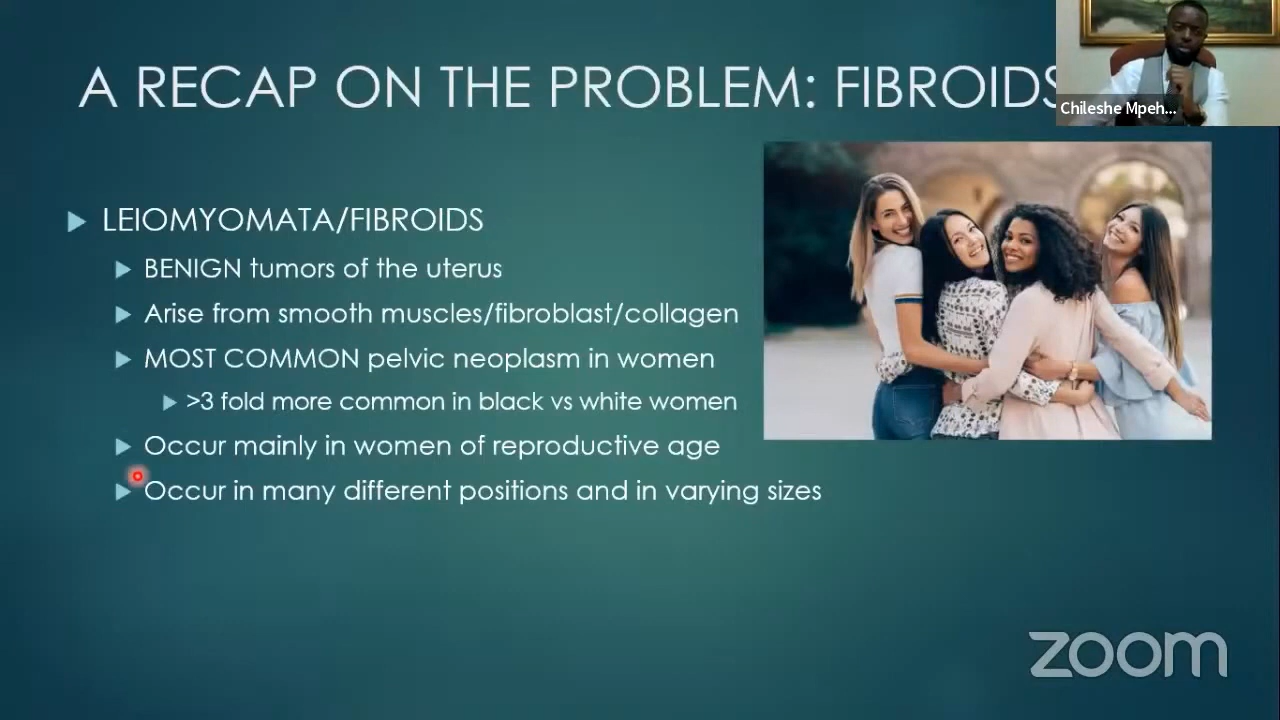 A RECAP ON THE PROBLEM: FIBROIDS
Chileshe Mpeh...
LEIOMYOMATA/FIBROIDS
BENIGN tumors of the uterus
Arise from smooth muscles/fibroblast/collagen
MOST COMMON pelvic neoplasm in women
>3 fold more common in black vs white women
Occur mainly in women of reproductive age
Occur in many different positions and in varying sizes
zoom